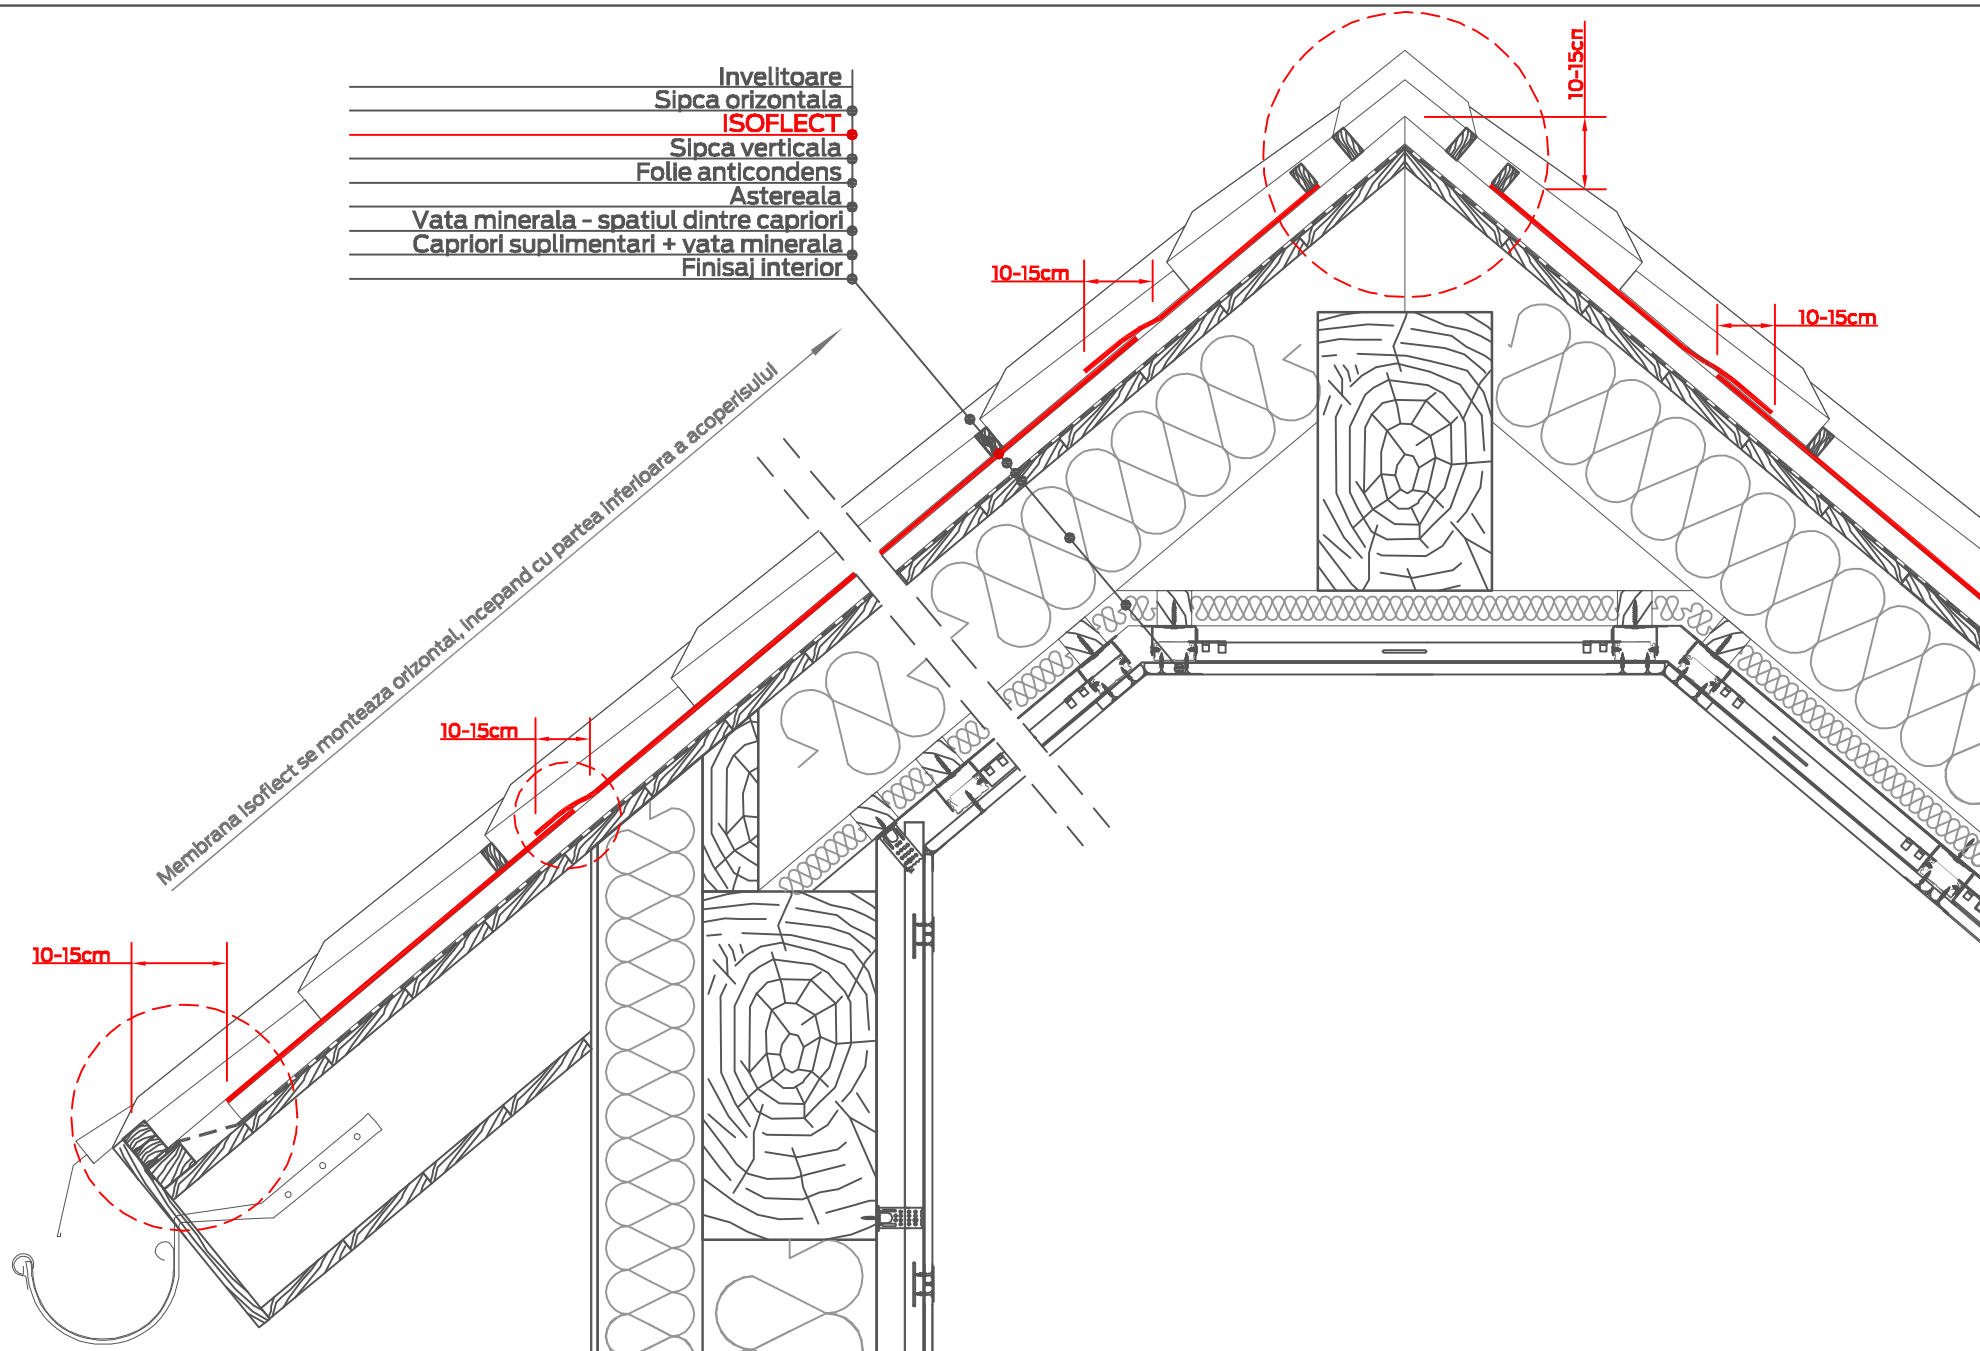 Invelitoare
Sipca orizontala
ISOFLECT
Sipca verticala
Folie anticondens
Astereala
Vata minerala - spatiul dintre capriori
Capriori suplimentari + vata minerala
Finisaj interior
10-15cm
10-15cm
10-15cm
Membrana Isoflect se monteaza orizontal, incepand cu partea inferioara a acoperisului
10-15cm
10-15cm